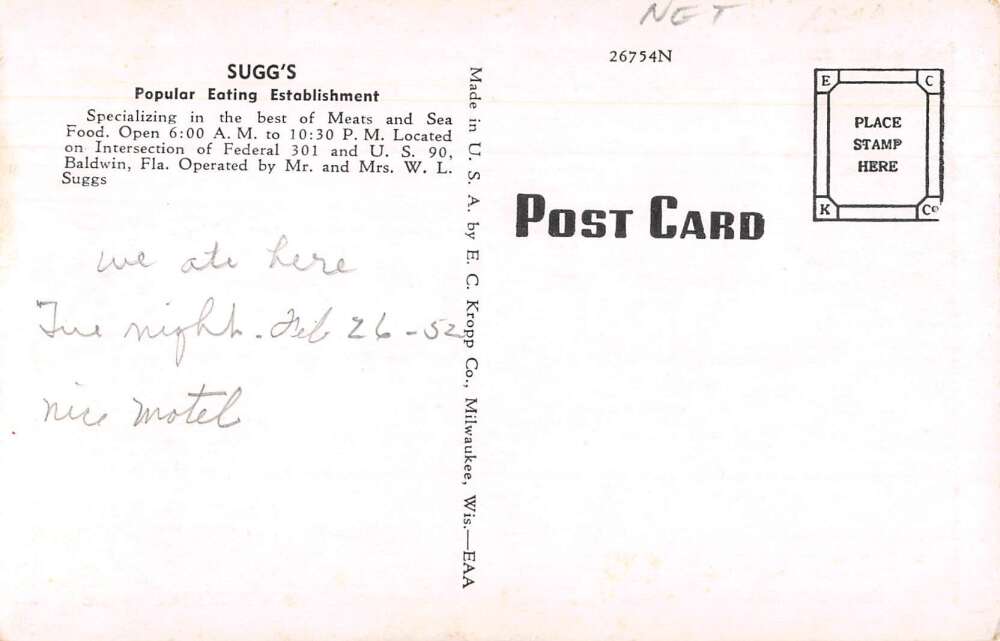 NET
26754N
SUGG'S
Popular Eating Establishment
Specializing in the best of Meats and Sea
Food. Open 6:00 A. M. to 10:30 P. M. Located
on Intersection of Federal 301 and U. S. 90,
Baldwin, Fla. Operated by Mr. and Mrs. W. L.
Suggs
we ate here
Tue night. Feb 26-52
nice motel
Made in U. S. A. by E. C. Kropp Co., Milwaukee, Wis.—EAA
POST CARD
E C
PLACE
STAMP
HERE
K Co